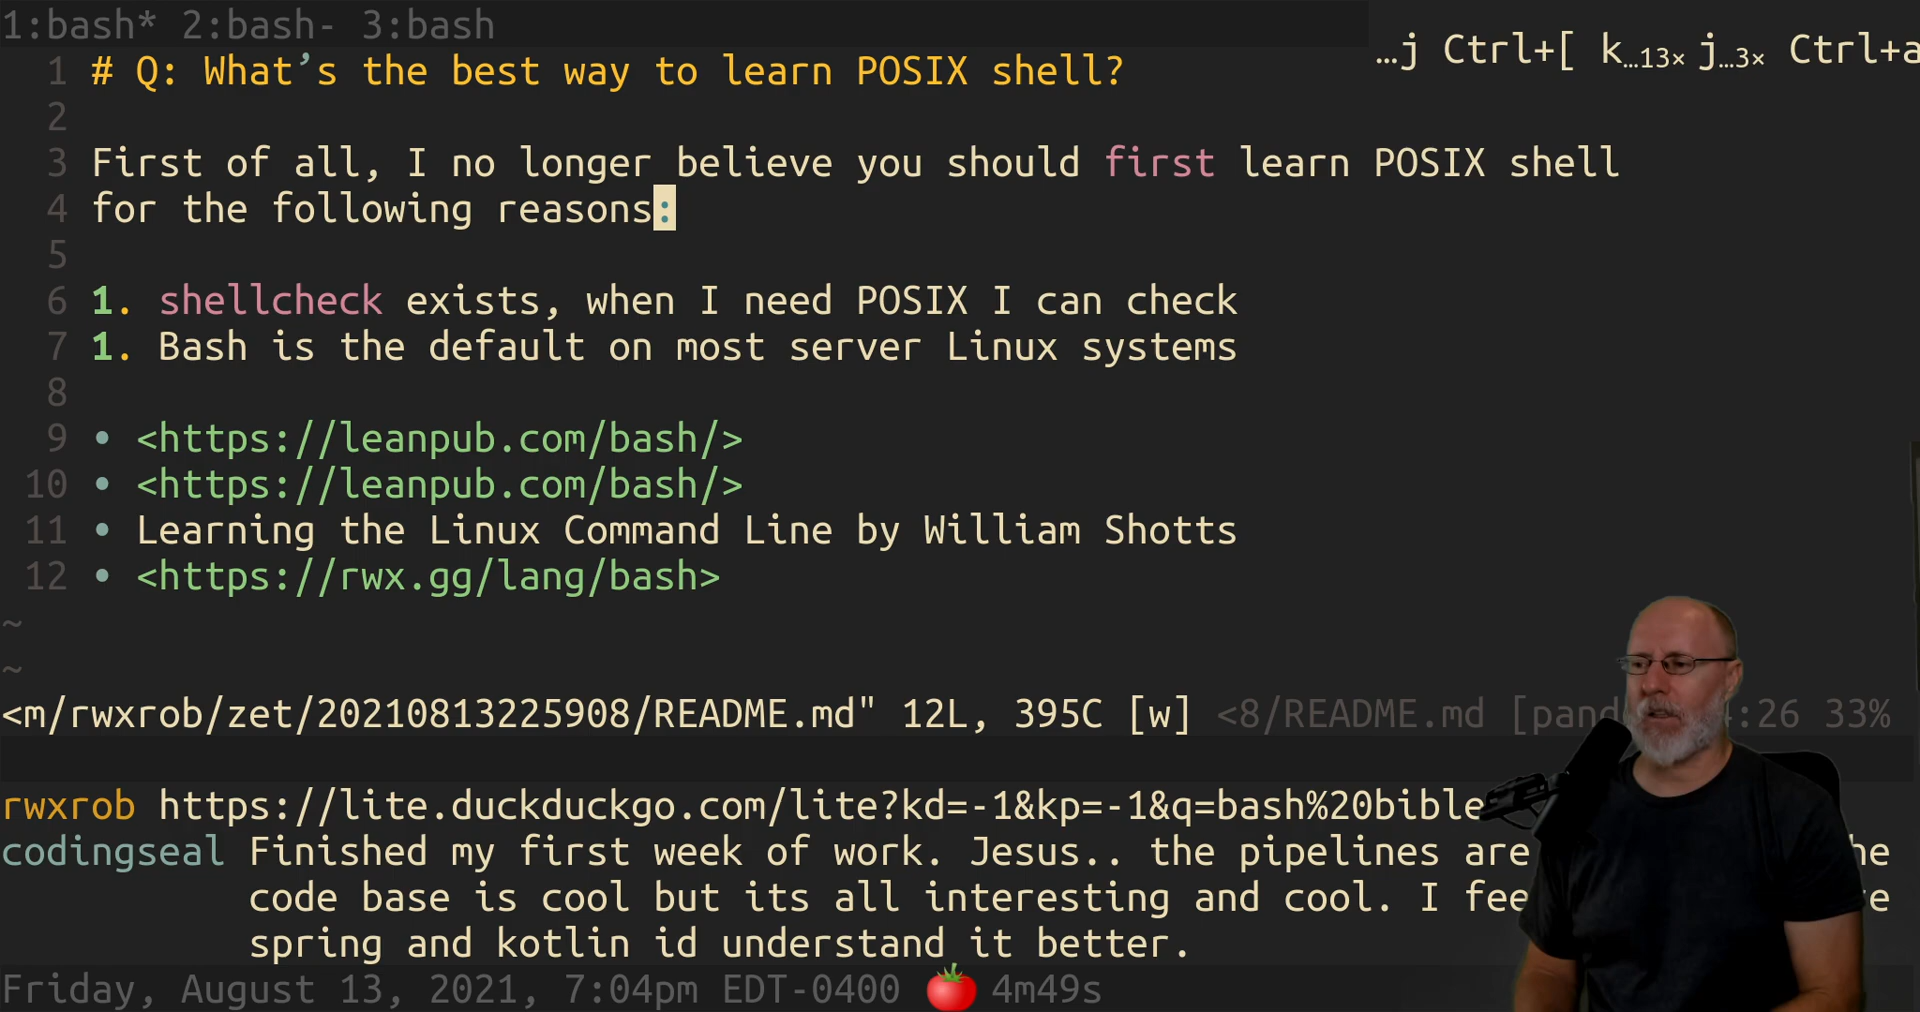 1:bash* 2:bash- 3:bash
…j Ctrl+[ k…13× j…3× Ctrl+a
1 # Q: What’s the best way to learn POSIX shell?
2
3 First of all, I no longer believe you should first learn POSIX shell
4 for the following reasons:
5
6 1. shellcheck exists, when I need POSIX I can check
7 1. Bash is the default on most server Linux systems
8
9 • <https://leanpub.com/bash/>
10 • <https://leanpub.com/bash/>
11 • Learning the Linux Command Line by William Shotts
12 • <https://rwx.gg/lang/bash>
~
~
<m/rwxrob/zet/20210813225908/README.md" 12L, 395C [w] <8/README.md [pand :26 33%
rwxrob https://lite.duckduckgo.com/lite?kd=-1&kp=-1&q=bash%20bible
codingseal Finished my first week of work. Jesus.. the pipelines are
code base is cool but its all interesting and cool. I
spring and kotlin id understand it better.
Friday, August 13, 2021, 7:04pm EDT-0400 🍅 4m49s